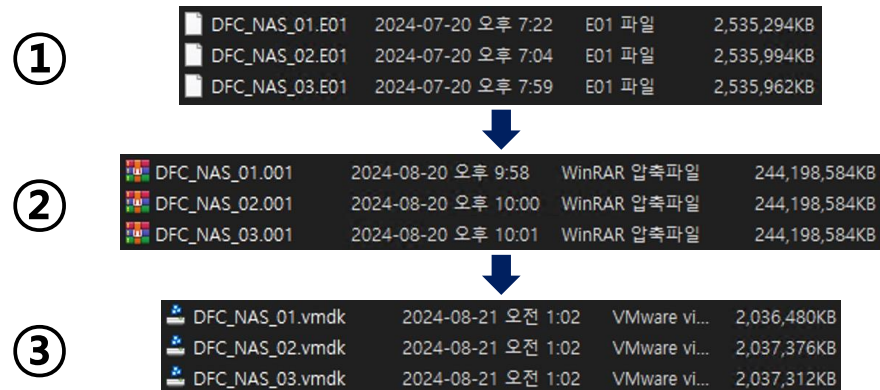 ①
DFC_NAS_01.E01 2024-07-20 오후 7:22 E01 파일 2,535,294KB
DFC_NAS_02.E01 2024-07-20 오후 7:04 E01 파일 2,535,994KB
DFC_NAS_03.E01 2024-07-20 오후 7:59 E01 파일 2,535,962KB
②
DFC_NAS_01.001 2024-08-20 오후 9:58 WinRAR 압축파일 244,198,584KB
DFC_NAS_02.001 2024-08-20 오후 10:00 WinRAR 압축파일 244,198,584KB
DFC_NAS_03.001 2024-08-20 오후 10:01 WinRAR 압축파일 244,198,584KB
③
DFC_NAS_01.vmdk 2024-08-21 오전 1:02 VMware vi... 2,036,480KB
DFC_NAS_02.vmdk 2024-08-21 오전 1:02 VMware vi... 2,037,376KB
DFC_NAS_03.vmdk 2024-08-21 오전 1:02 VMware vi... 2,037,312KB